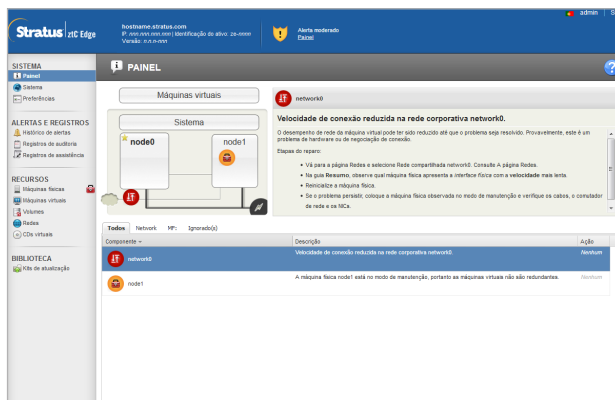 admin | S
Stratus ztC Edge
hostname.stratus.com
IP: nnn.nnn.nnn.nnn | Identificação do ativo: ze-nnnn
Versão: n.n-nnn
Alerta moderado
Painel
SISTEMA
Painel
Sistema
Preferências
ALERTAS E REGISTROS
Históricos de alertas
Registros de auditoria
Registros de assistência
RECURSOS
Máquinas físicas
Máquinas virtuais
Volumes
Redes
CDs virtuais
BIBLIOTECA
Kits de atualização
PAINEL
?
Máquinas virtuais
Sistema
node0
node1
network0
Velocidade de conexão reduzida na rede corporativa network0.
O desempenho de rede da máquina virtual pode ter sido reduzido até que o problema seja resolvido. Provavelmente, este é um
problema de hardware ou de negociação de conexão.
Etapas do reparo:
• Vá para a página Redes e selecione Rede compartilhada network0. Consulte A página Redes.
• Na guia Resumo, observe qual máquina física apresenta a interface física com a velocidade mais lenta.
• Reinicialize a máquina física.
• Se o problema persistir, coloque a máquina física observada no modo de manutenção e verifique os cabos, o comutador
de rede e os NICs.
Todos Network MF: Ignorado(s)
Componente Descrição Ação
network0 Velocidade de conexão reduzida na rede corporativa network0. Nenhum
node1 A máquina física node1 está no modo de manutenção, portanto as máquinas virtuais não são redundantes. Nenhum